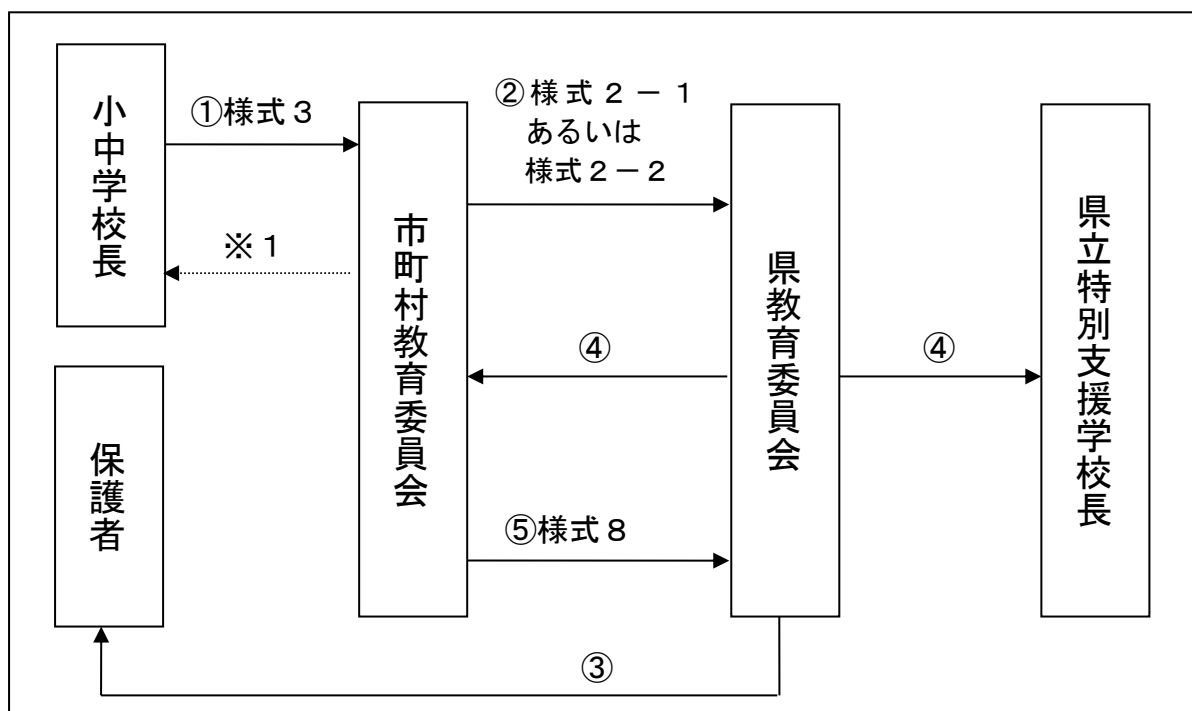 小中学校長
①様式３
※１
保護者
市町村教育委員会
②様式２－１
あるいは
様式２－２
④
⑤様式８
③
県教育委員会
④
県立特別支援学校長